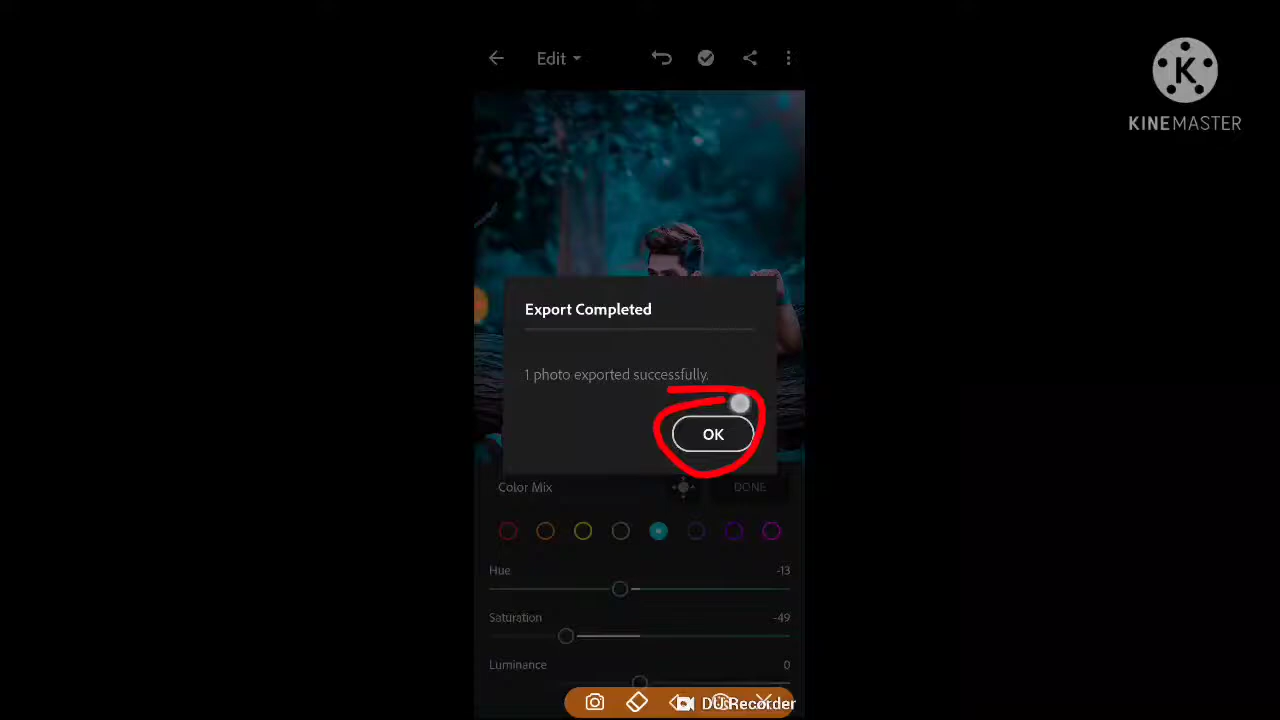 Edit
KINEMASTER
Export Completed
1 photo exported successfully.
OK
Color Mix
DONE
Hue -13
Saturation -49
Luminance 0
DU Recorder